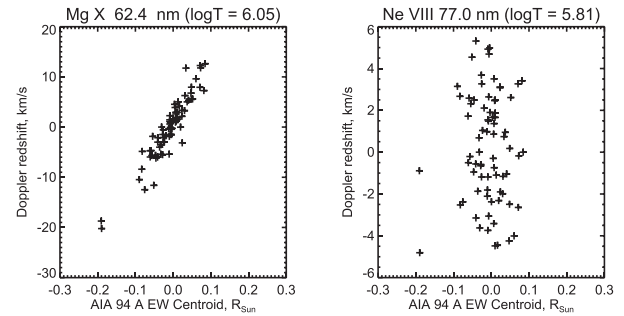 Mg X 62.4 nm (logT = 6.05)
20
10
0
-10
-20
-30
Doppler redshift, km/s
-0.3 -0.2 -0.1 0.0 0.1 0.2 0.3
AIA 94 A EW Centroid, RSun
Ne VIII 77.0 nm (logT = 5.81)
6
4
2
0
-2
-4
-6
Doppler redshift, km/s
-0.3 -0.2 -0.1 0.0 0.1 0.2 0.3
AIA 94 A EW Centroid, RSun